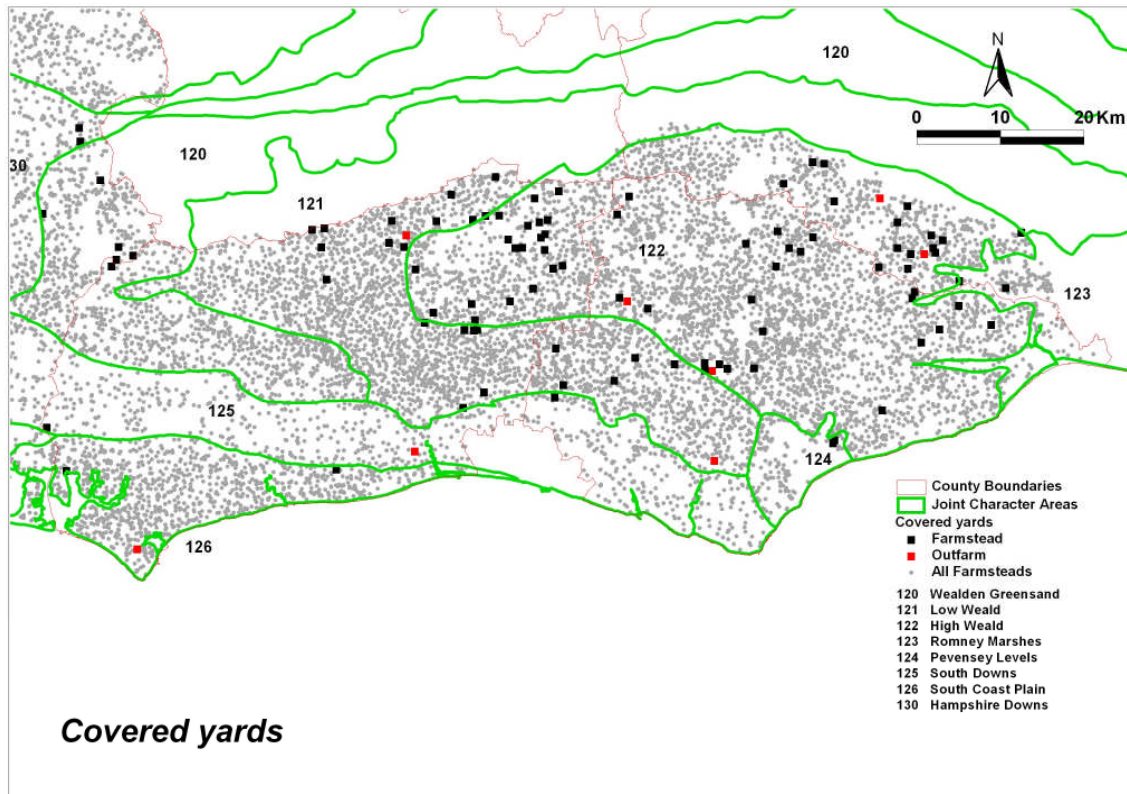 120
N
0 10 20 Km
120
30
121
122
123
125
124
126
County Boundaries
Joint Character Areas
Covered yards
Farmstead
Outfarm
All Farmsteads
120 Wealden Greensand
121 Low Weald
122 High Weald
123 Romney Marshes
124 Pevensey Levels
125 South Downs
126 South Coast Plain
130 Hampshire Downs
Covered yards